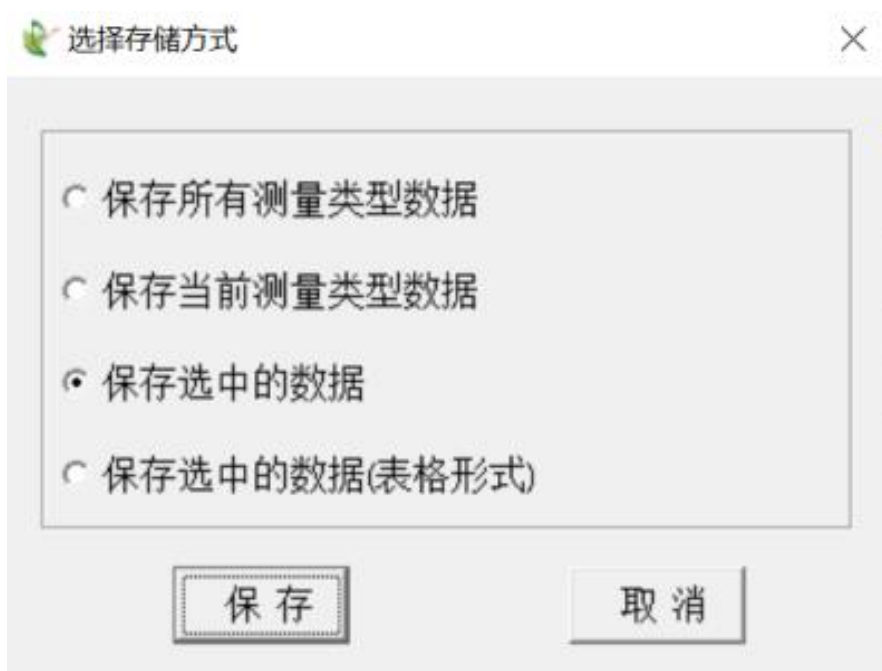 选择存储方式
保存所有测量类型数据
保存当前测量类型数据
保存选中的数据
保存选中的数据(表格形式)
保 存
取 消